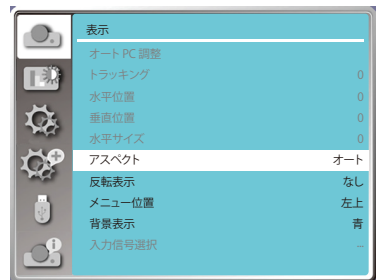 表示
オート PC 調整
トラッキング 0
水平位置 0
垂直位置 0
水平サイズ 0
アスペクト オート
反転表示 なし
メニュー位置 左上
背景表示 青
入力信号選択 --